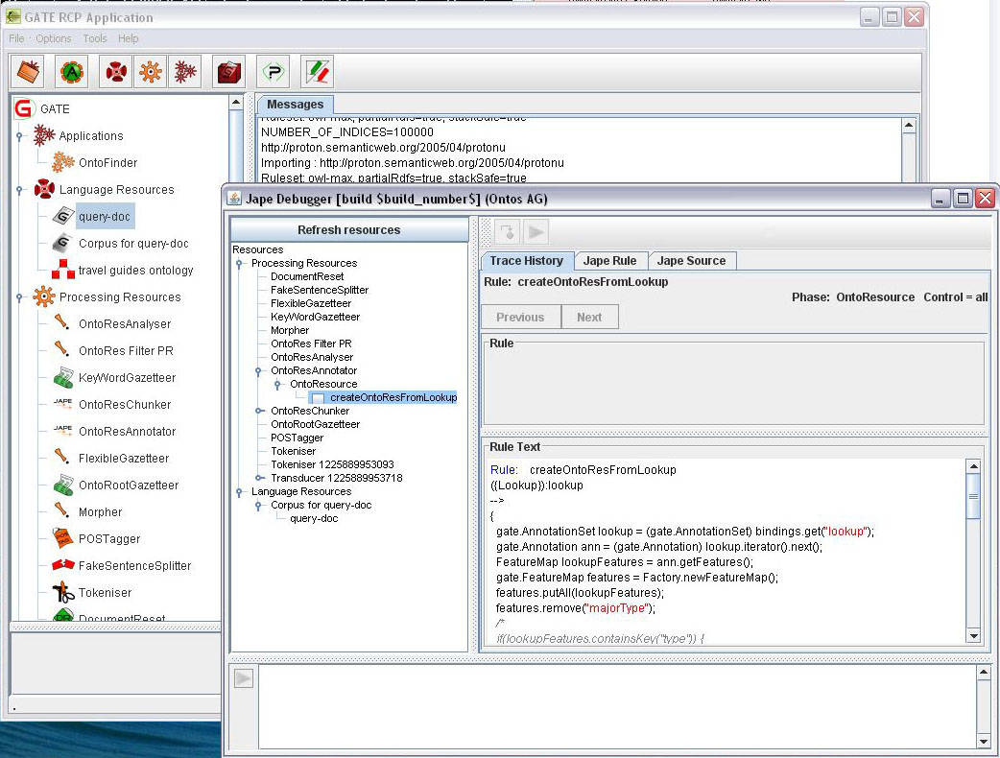 GATE RCP Application
File Options Tools Help
GATE
Applications
OntoFinder
Language Resources
query-doc
Corpus for query-doc
travel guides ontology
Processing Resources
OntoResAnalyser
OntoRes Filter PR
KeyWordGazetteer
JAPE OntoResChunker
JAPE OntoResAnnotator
FlexibleGazetteer
OntoRootGazetteer
Morpher
POSTagger
FakeSentenceSplitter
Tokeniser
DocumentReset
.
Messages
Ruleset: owl-max, partialRdfs=true, stackSafe=true
NUMBER_OF_INDICES=100000
http://proton.semanticweb.org/2005/04/protonu
Importing : http://proton.semanticweb.org/2005/04/protonu
Ruleset: owl-max, partialRdfs=true, stackSafe=true
Jape Debugger [build $build_number$] (Ontos AG)
Refresh resources
Resources
Processing Resources
DocumentReset
FakeSentenceSplitter
FlexibleGazetteer
KeyWordGazetteer
Morpher
OntoRes Filter PR
OntoResAnalyser
OntoResAnnotator
OntoResource
createOntoResFromLookup
OntoResChunker
OntoRootGazetteer
POSTagger
Tokeniser
Tokeniser 1225889953093
Transducer 1225889953718
Language Resources
Corpus for query-doc
query-doc
Trace History Jape Rule Jape Source
Rule: createOntoResFromLookup
Phase: OntoResource Control = all
Previous Next
Rule
Rule Text
Rule: createOntoResFromLookup
({Lookup}):lookup
-->
{
gate.AnnotationSet lookup = (gate.AnnotationSet) bindings.get("lookup");
gate.Annotation ann = (gate.Annotation) lookup.iterator().next();
FeatureMap lookupFeatures = ann.getFeatures();
gate.FeatureMap features = Factory.newFeatureMap();
features.putAll(lookupFeatures);
features.remove("majorType");
/*
if(lookupFeatures.containsKey("type")) {